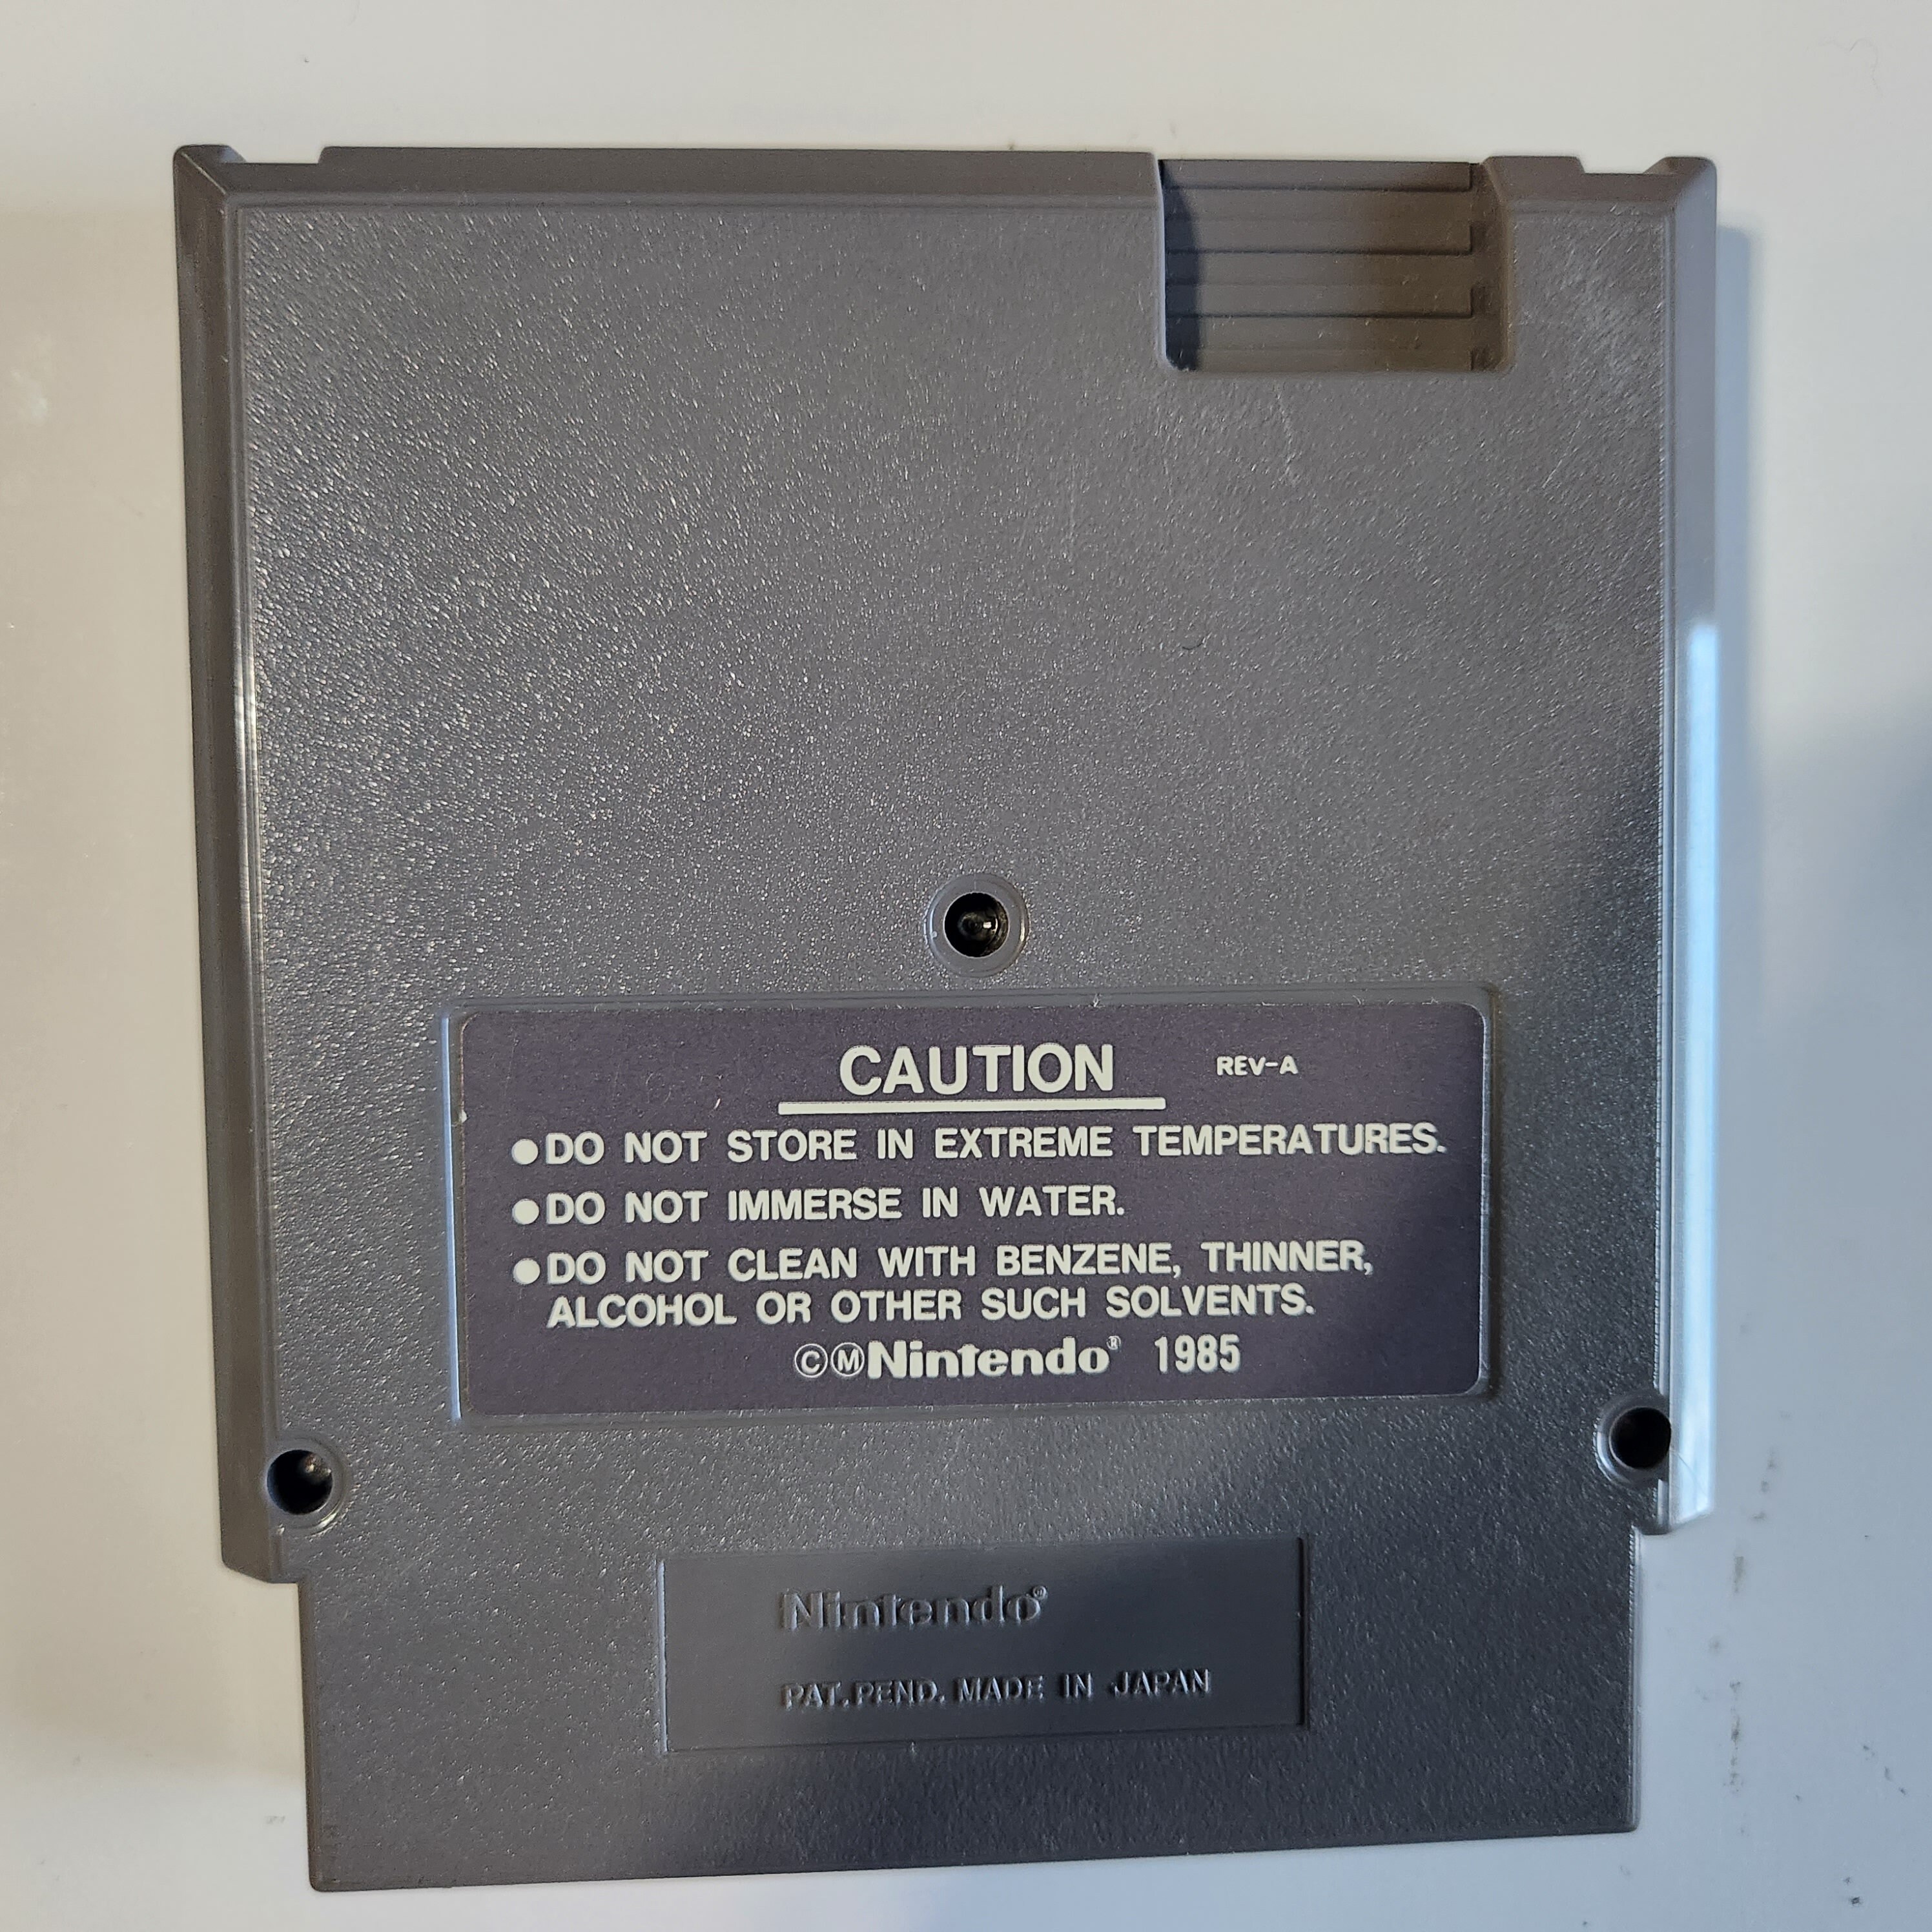 CAUTION REV-A
●DO NOT STORE IN EXTREME TEMPERATURES.
●DO NOT IMMERSE IN WATER.
●DO NOT CLEAN WITH BENZENE, THINNER,
ALCOHOL OR OTHER SUCH SOLVENTS.
©ⓂNintendo® 1985
Nintendo®
PAT. PEND. MADE IN JAPAN